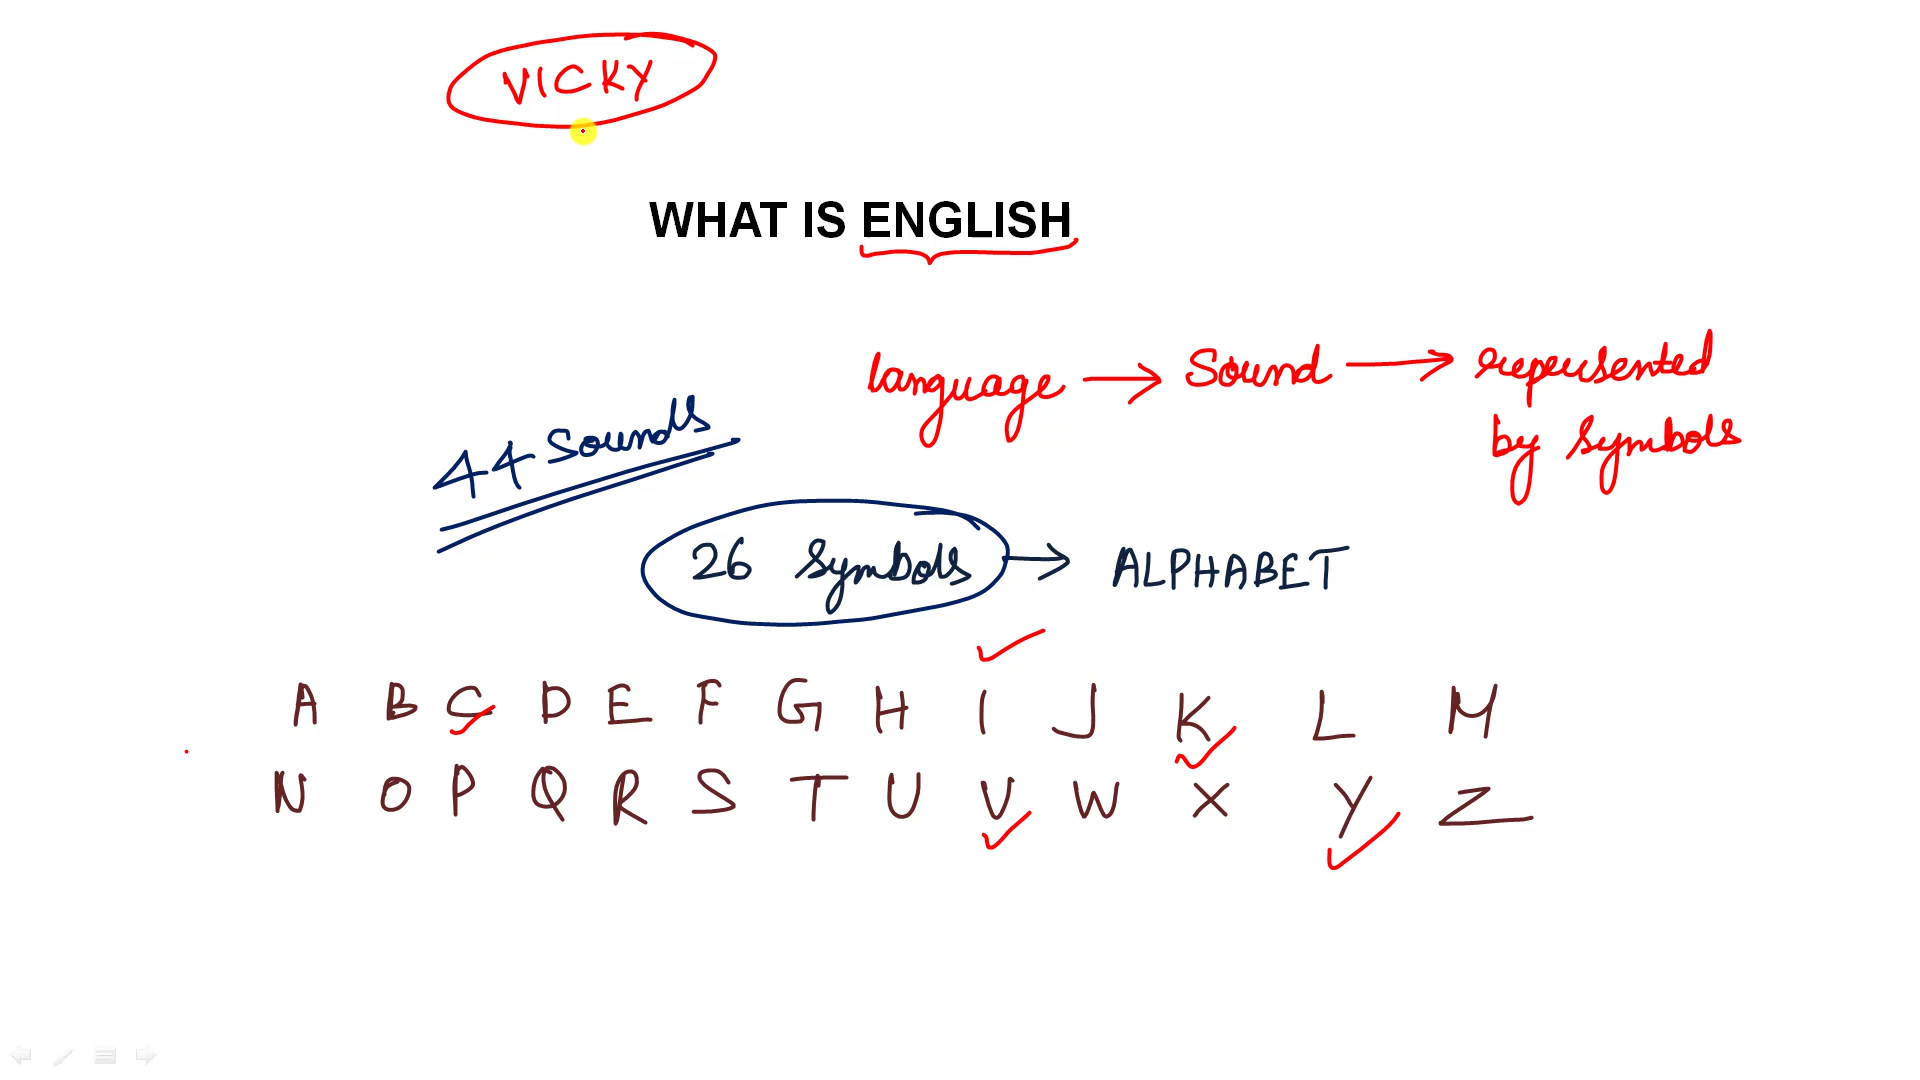 VICKY
WHAT IS ENGLISH
language → Sound → represented
by symbols
44 Sounds
26 symbols → ALPHABET
A B C D E F G H I J K L M
N O P Q R S T U V W X Y Z